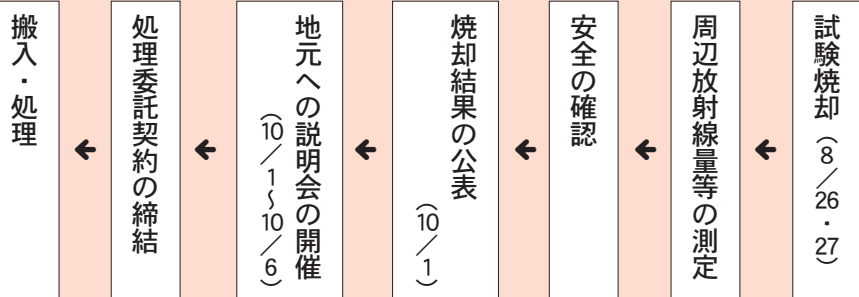 試験焼却（8／26・27）
周辺放射線量等の測定
安全の確認
焼却結果の公表
（10／1）
地元への説明会の開催
（10／1～10／6）
処理委託契約の締結
搬入・処理